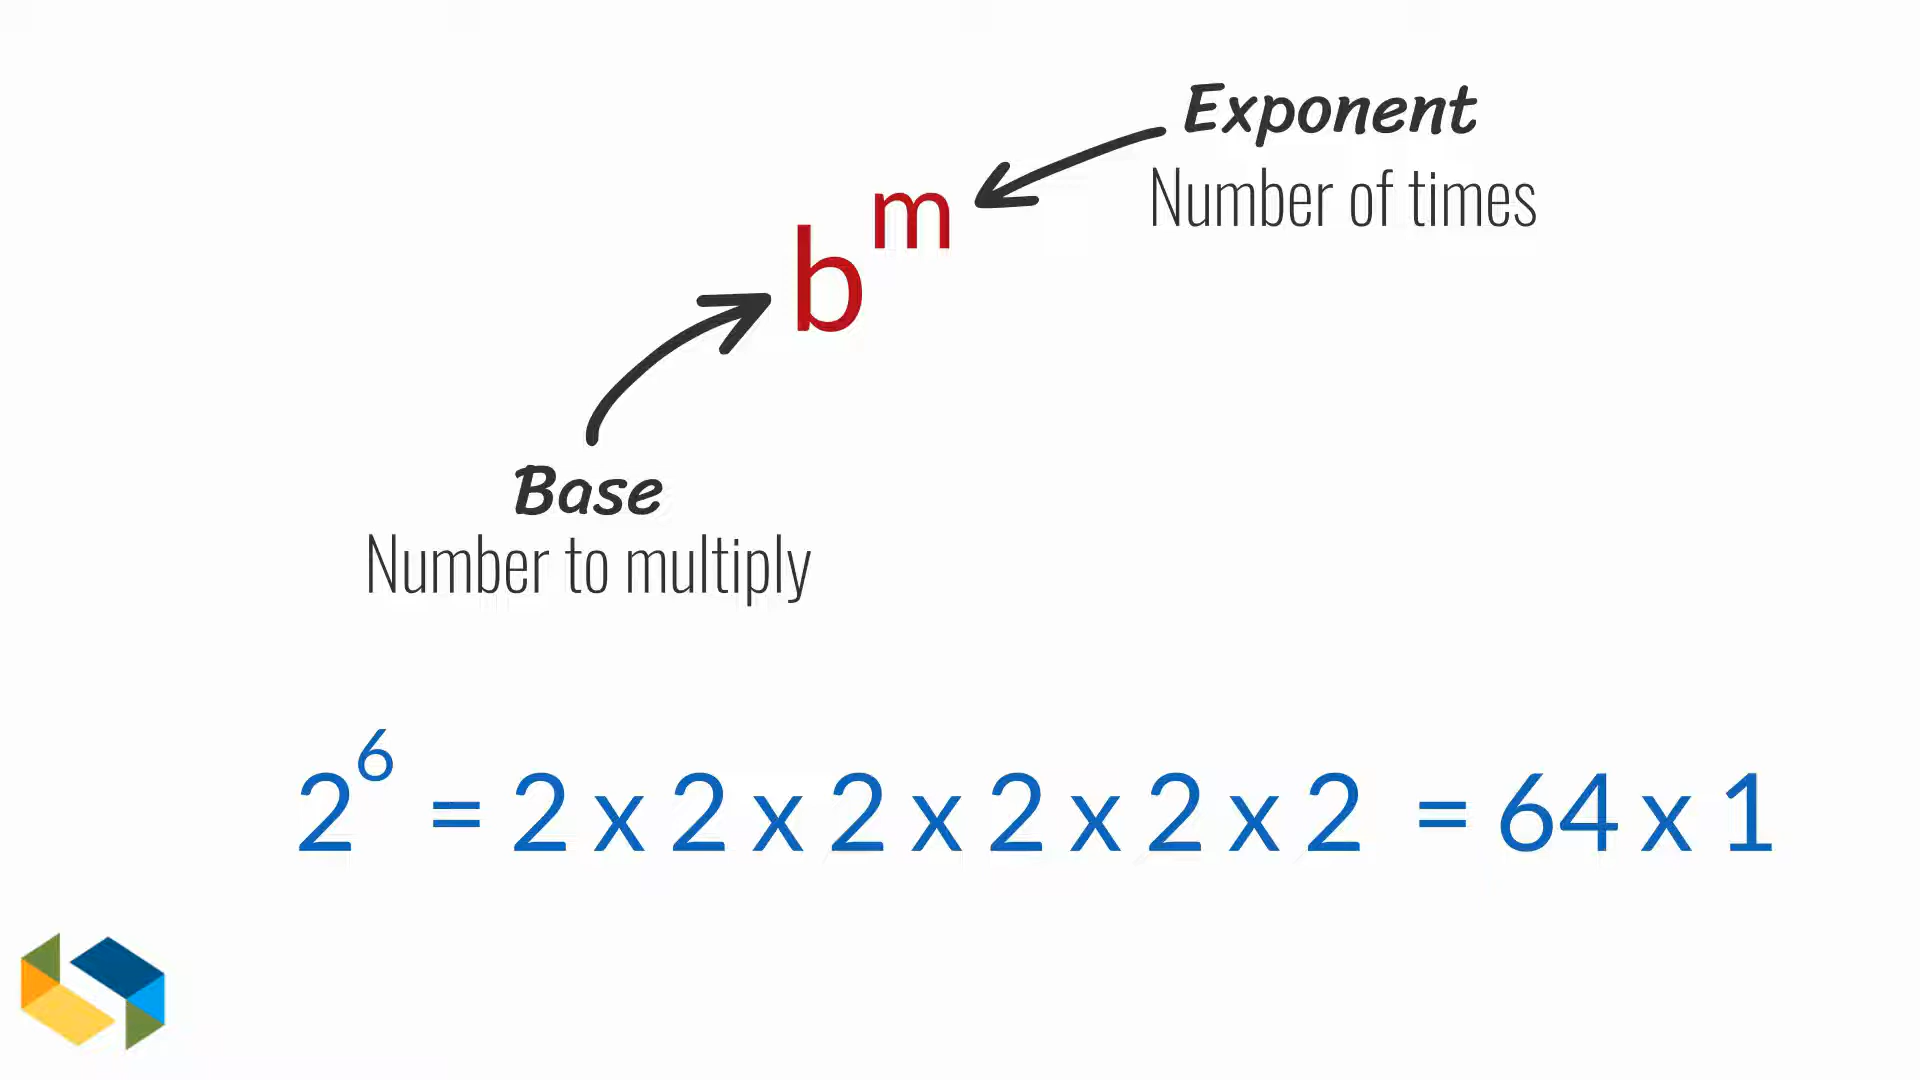 Exponent
Number of times
b^m
Base
Number to multiply
2^6 = 2 x 2 x 2 x 2 x 2 x 2 = 64 x 1